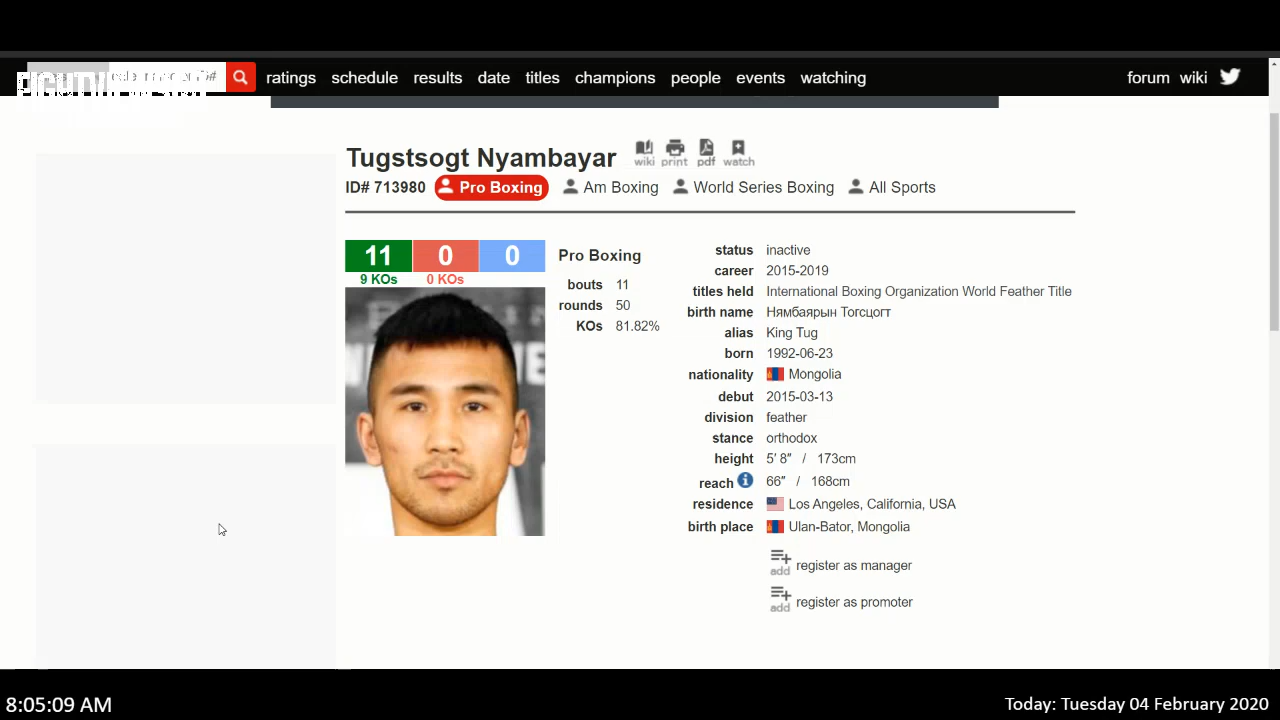 FIGHTVIEW360
ratings schedule results date titles champions people events watching forum wiki
Tugstsogt Nyambayar wiki print pdf watch
ID# 713980 Pro Boxing Am Boxing World Series Boxing All Sports
11 0 0
9 KOs 0 KOs
Pro Boxing
bouts 11
rounds 50
KOs 81.82%
status inactive
career 2015-2019
titles held International Boxing Organization World Feather Title
birth name Нямбаярын Тогсцогт
alias King Tug
born 1992-06-23
nationality Mongolia
debut 2015-03-13
division feather
stance orthodox
height 5′ 8″ / 173cm
reach i 66″ / 168cm
residence Los Angeles, California, USA
birth place Ulan-Bator, Mongolia
add register as manager
add register as promoter
8:05:09 AM
Today: Tuesday 04 February 2020